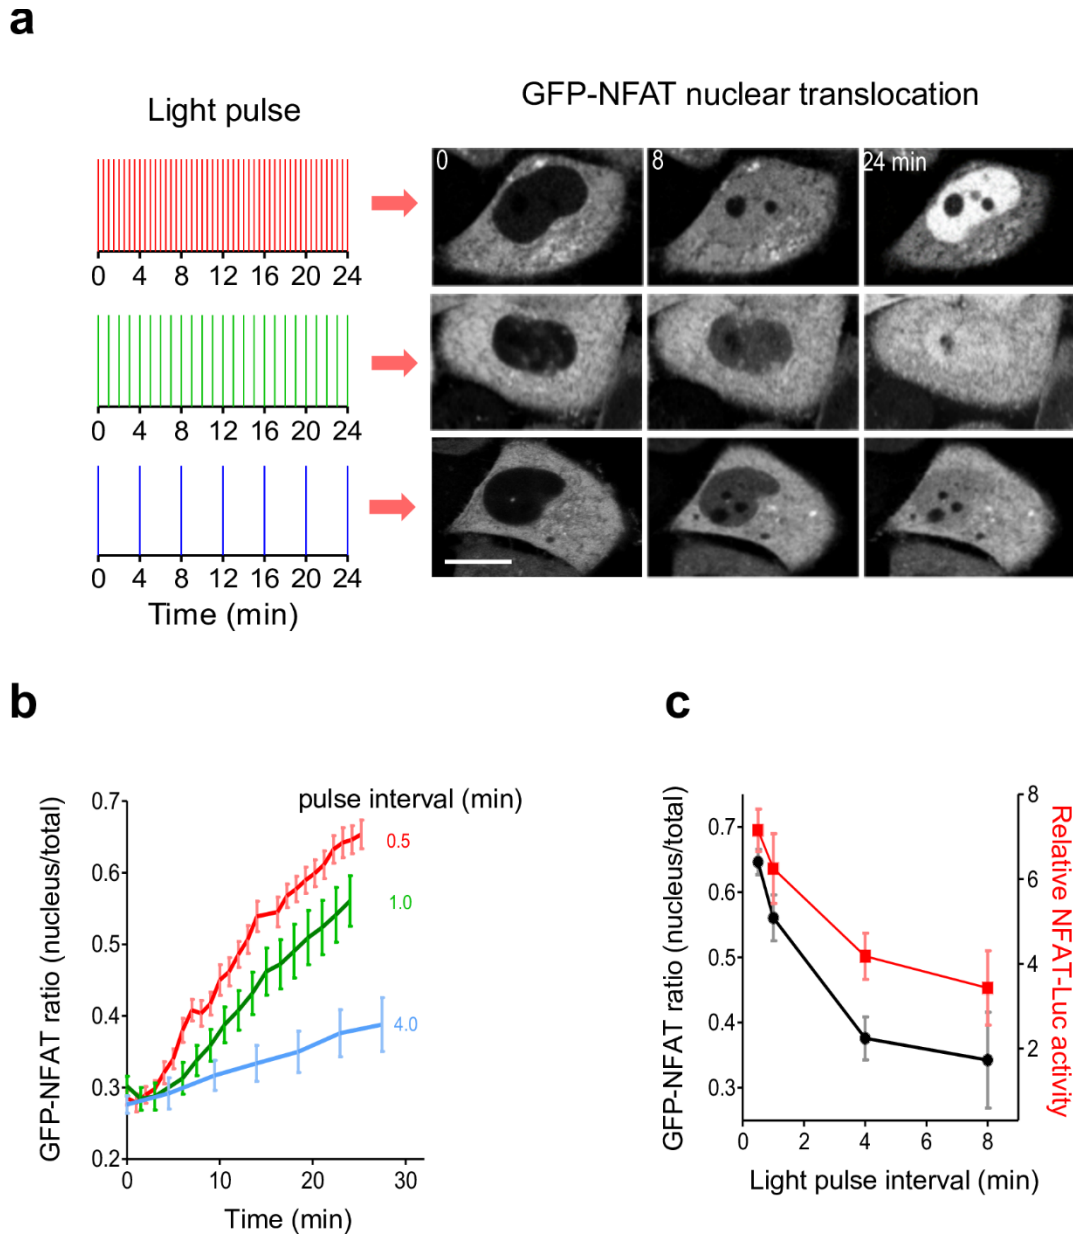 a
Light pulse
GFP-NFAT nuclear translocation
0 8 24 min
0 4 8 12 16 20 24
0 4 8 12 16 20 24
0 4 8 12 16 20 24
Time (min)
b
pulse interval (min)
GFP-NFAT ratio (nucleus/total)
0.7
0.6
0.5
0.4
0.3
0.2
0.5
1.0
4.0
0 10 20 30
Time (min)
c
GFP-NFAT ratio (nucleus/total)
0.7
0.6
0.5
0.4
0.3
8
6
4
2
Relative NFAT-Luc activity
0 2 4 6 8
Light pulse interval (min)